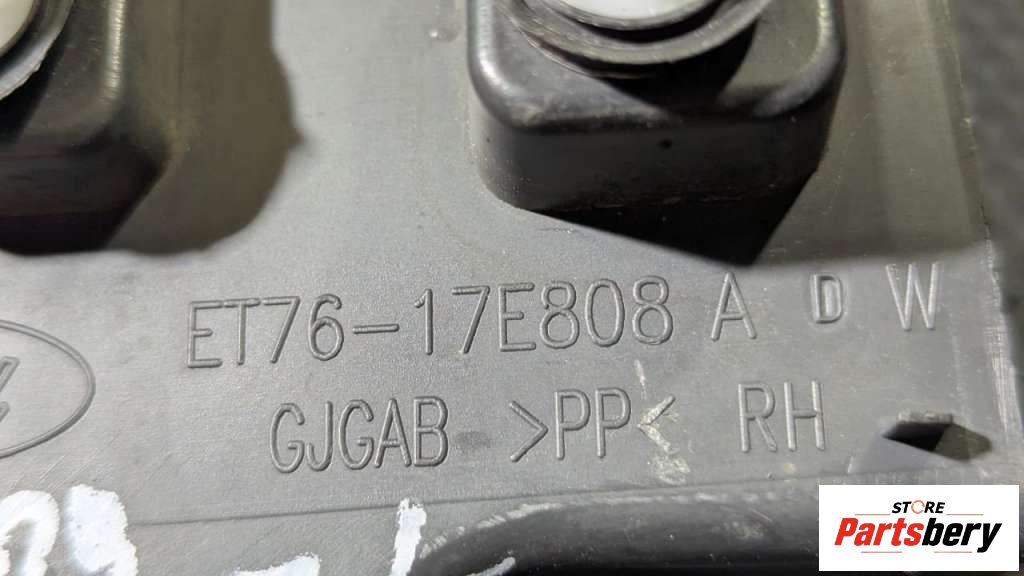 ET76-17E808 A D W
GJGAB >PP< RH
STORE
Partsbery